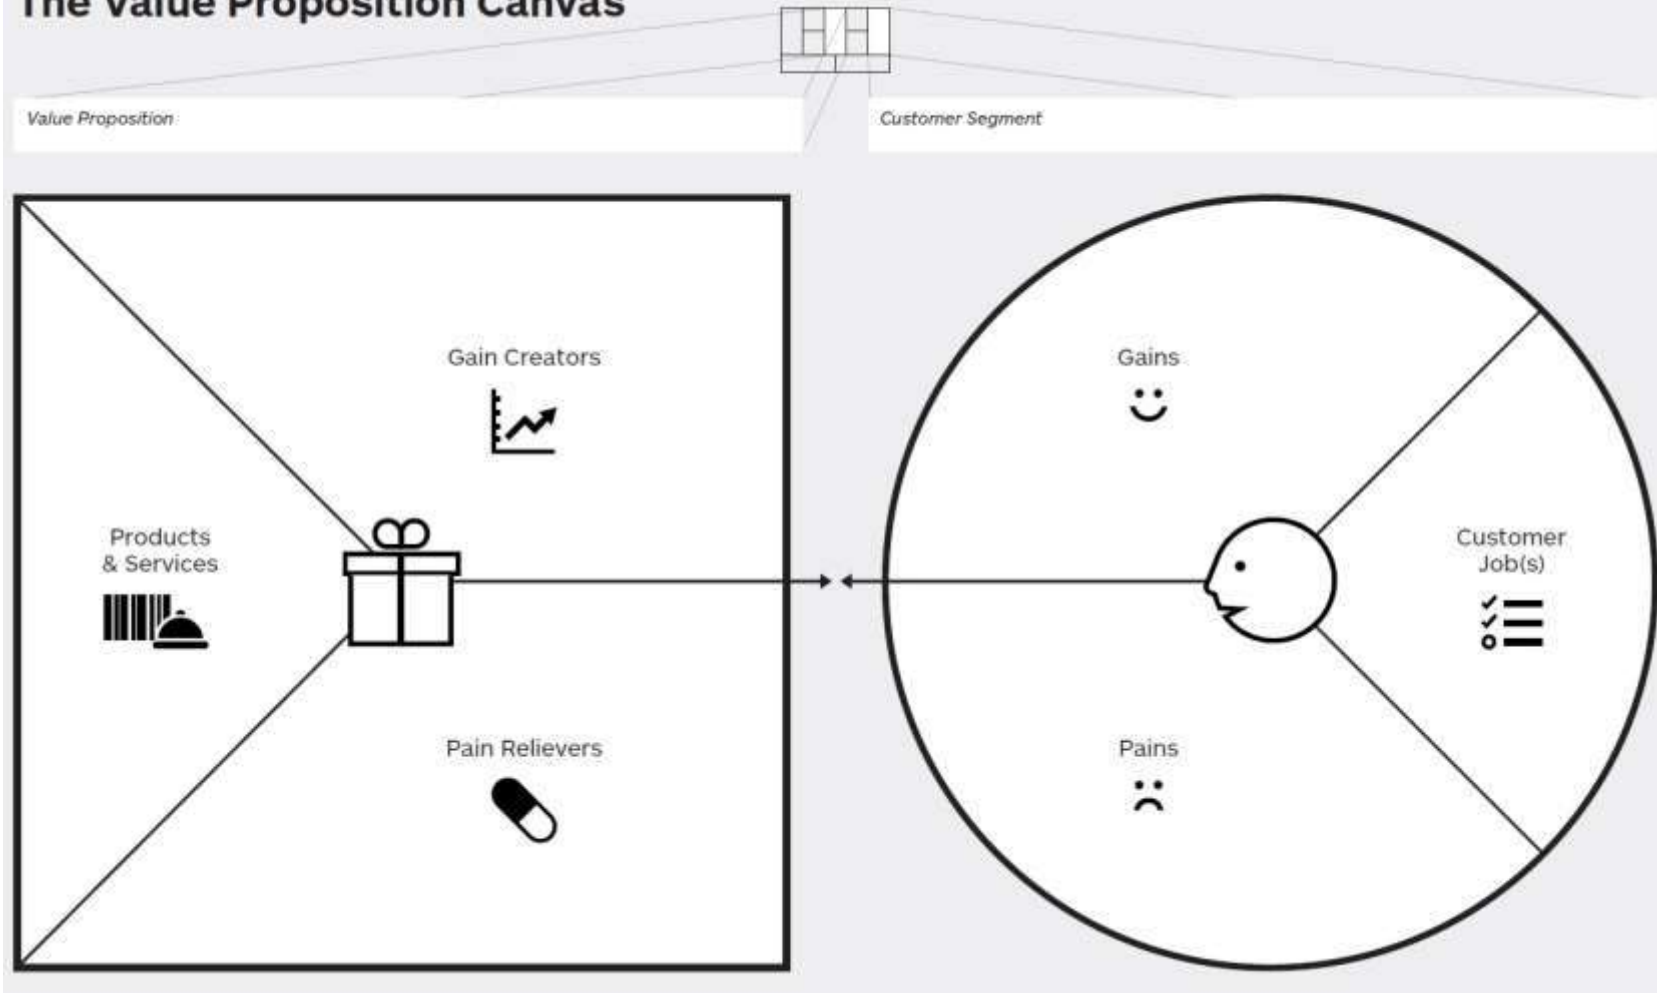 The Value Proposition Canvas
Value Proposition
Customer Segment
Gain Creators
Gains
Products
& Services
Customer
Job(s)
Pain Relievers
Pains